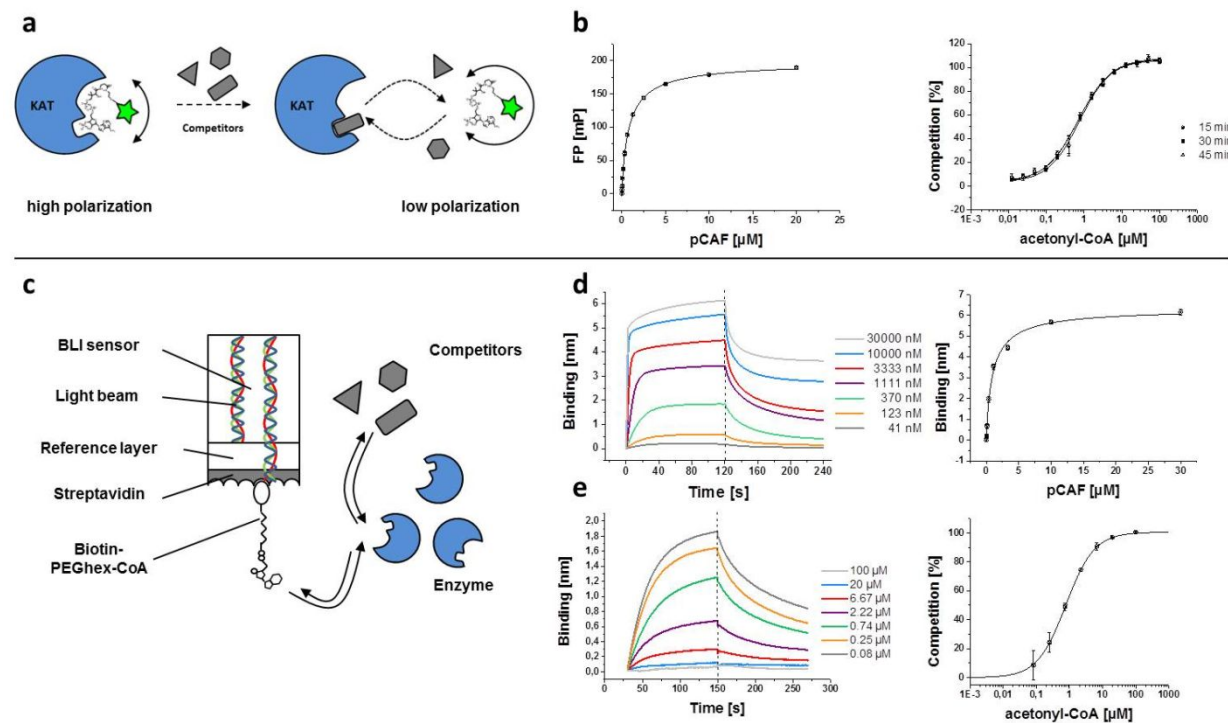 a
KAT
Competitors
KAT
high polarization
low polarization
b
FP [mP]
200
150
100
50
0
0
5
10
15
20
25
pCAF [µM]
Competition [%]
120
100
80
60
40
20
0
-20
1E-3
0,01
0,1
1
10
100
1000
acetonyl-CoA [µM]
15 min
30 min
45 min
c
BLI sensor
Light beam
Reference layer
Streptavidin
Biotin-
PEGhex-CoA
Competitors
Enzyme
d
Binding [nm]
6
5
4
3
2
1
0
0
40
80
120
160
200
240
Time [s]
30000 nM
10000 nM
3333 nM
1111 nM
370 nM
123 nM
41 nM
Binding [nm]
7
6
5
4
3
2
1
0
-1
0
5
10
15
20
25
30
pCAF [µM]
e
Binding [nm]
2,0
1,8
1,6
1,4
1,2
1,0
0,8
0,6
0,4
0,2
0,0
0
50
100
150
200
250
300
Time [s]
100 µM
20 µM
6.67 µM
2.22 µM
0.74 µM
0.25 µM
0.08 µM
Competition [%]
100
80
60
40
20
0
1E-3
0,01
0,1
1
10
100
1000
acetonyl-CoA [µM]